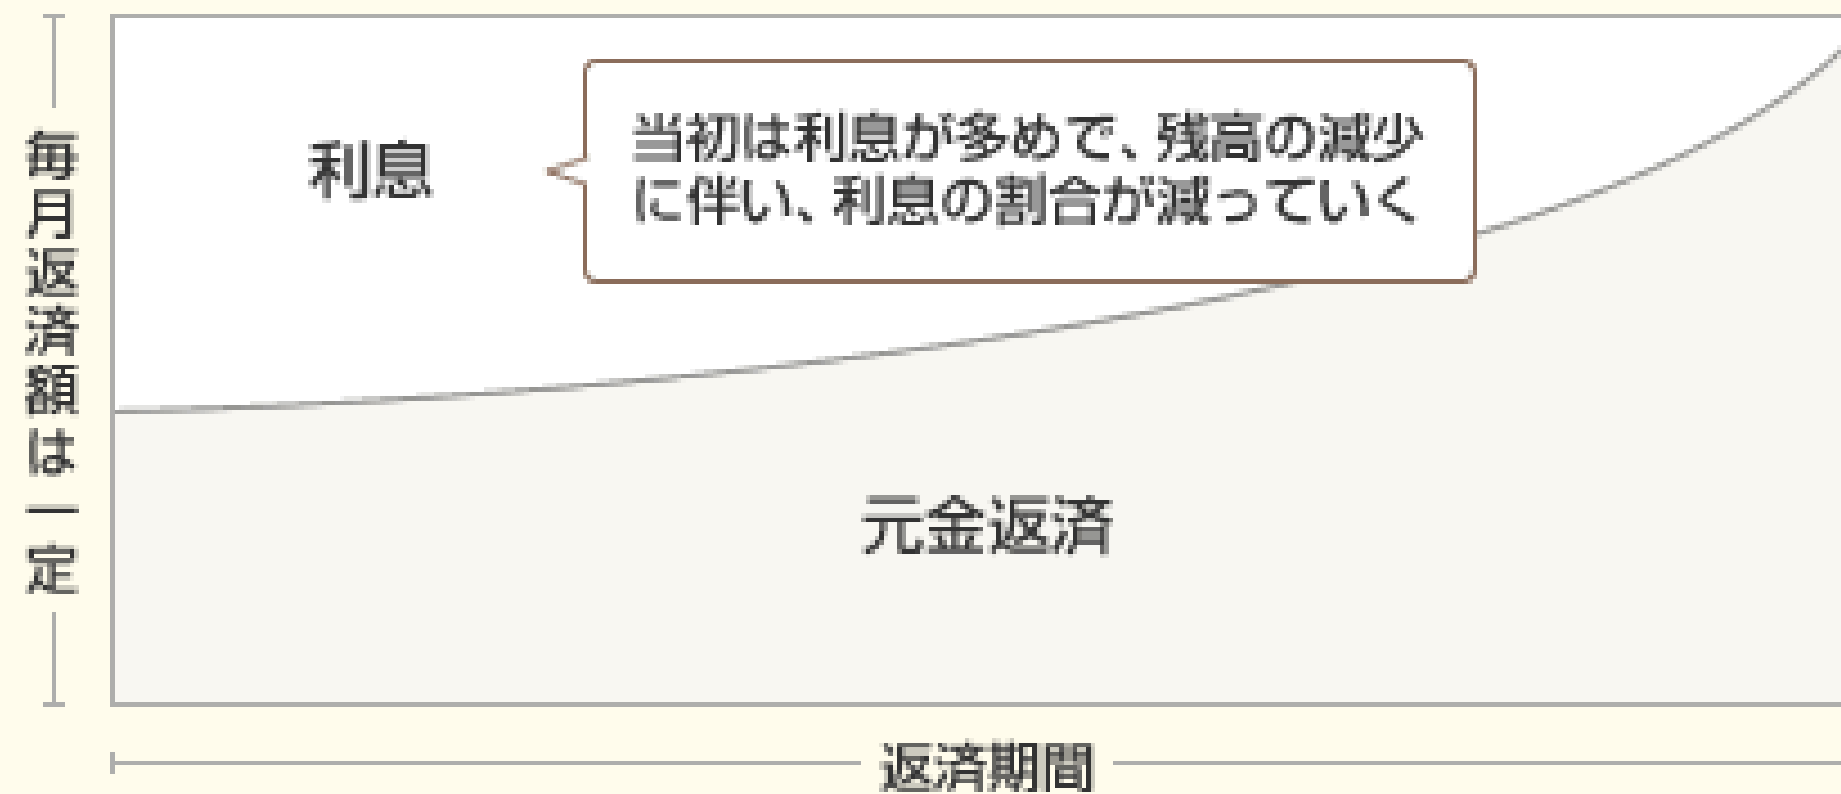 毎月返済額は一定
利息
当初は利息が多めで、残高の減少
に伴い、利息の割合が減っていく
元金返済
返済期間